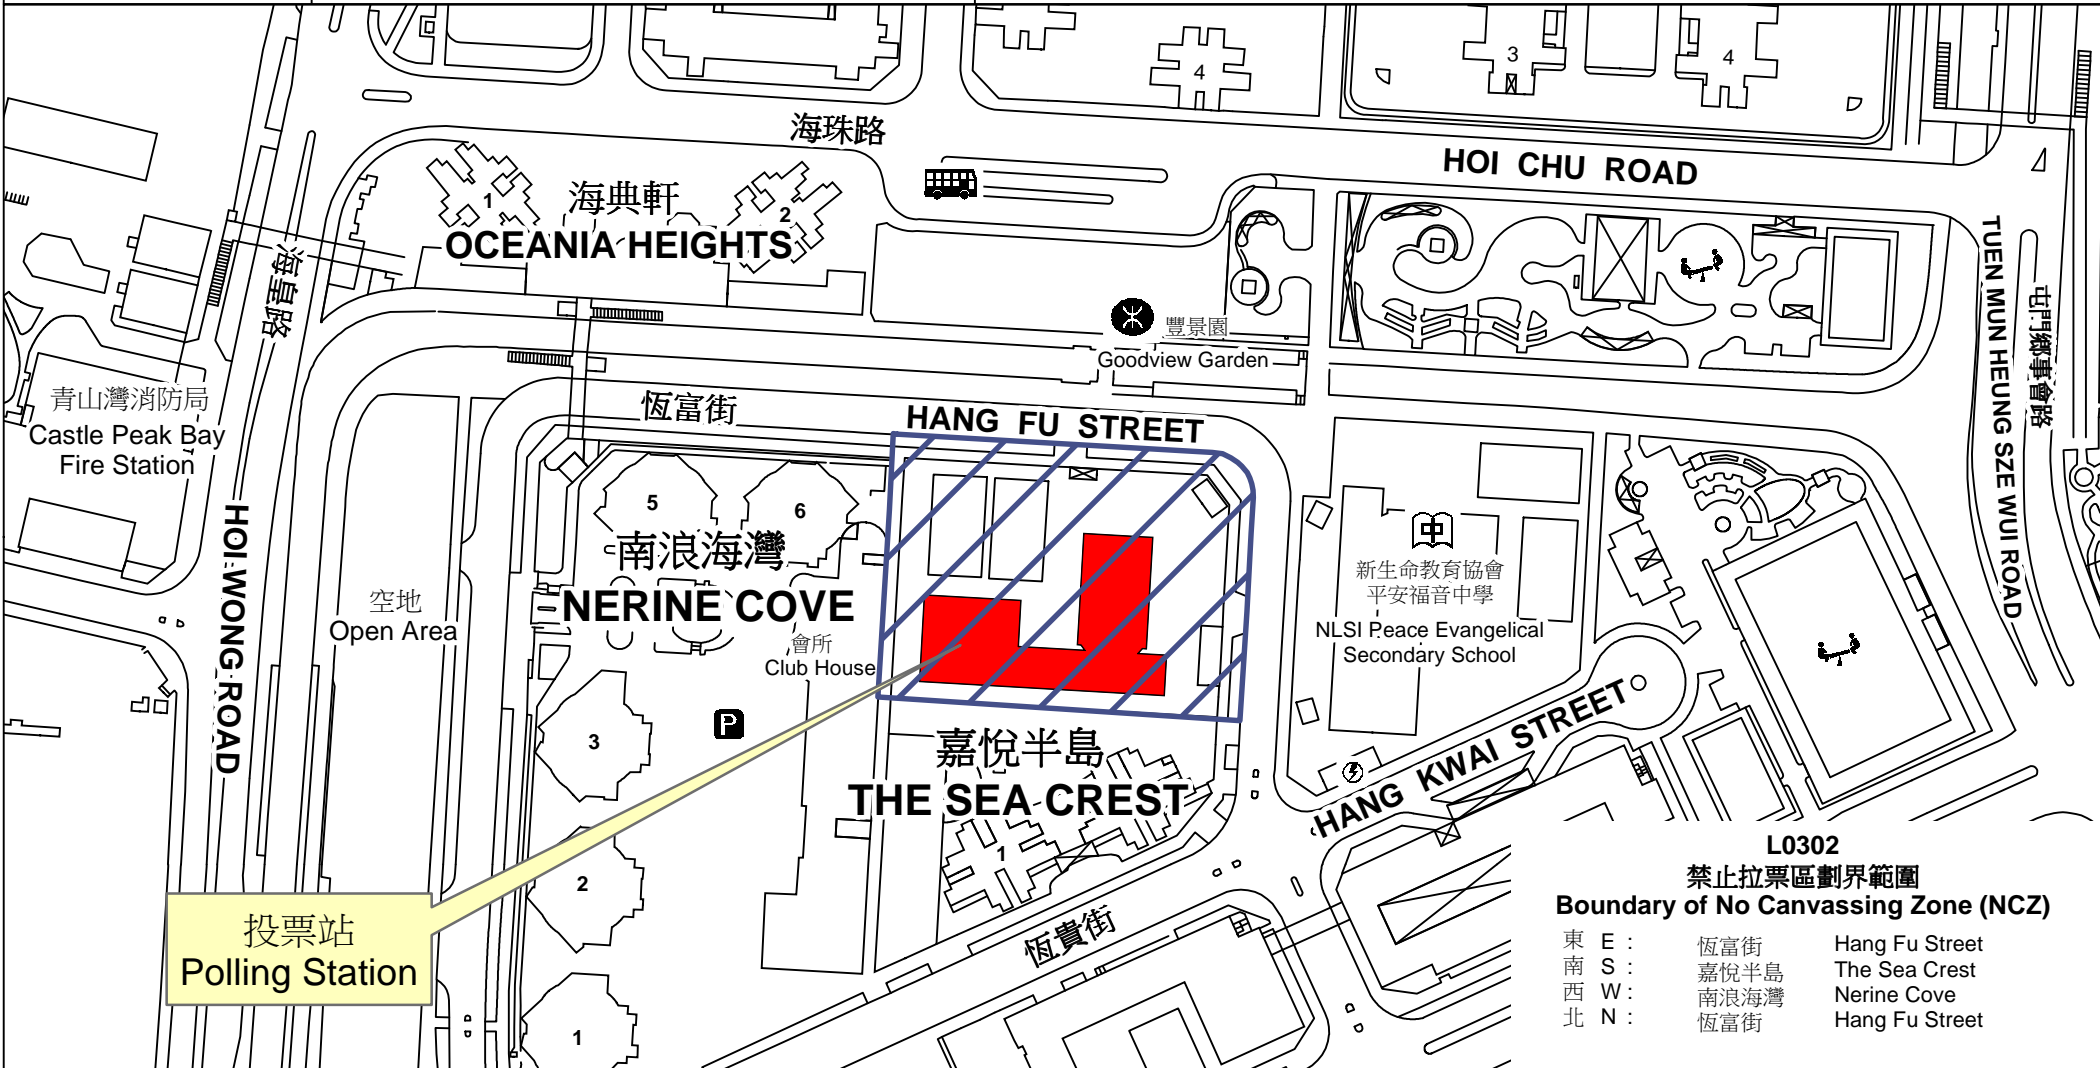 3
4
4
海珠路
HOI CHU ROAD
1
海典軒
2
OCEANIA HEIGHTS
海皇路
TUEN MUN HEUNG SZE WUI ROAD
屯門鄉事會路
豐景園
Goodview Garden
青山灣消防局
Castle Peak Bay
Fire Station
恆富街
HANG FU STREET
5
6
南浪海灣
NERINE COVE
HOI WONG ROAD
空地
Open Area
會所
Club House
中
新生命教育協會
平安福音中學
NLSI Peace Evangelical
Secondary School
P
3
嘉悅半島
THE SEA CREST
HANG KWAI STREET
1
2
恆貴街
投票站
Polling Station
1
L0302
禁止拉票區劃界範圍
Boundary of No Canvassing Zone (NCZ)
東 E : 恆富街 Hang Fu Street
南 S : 嘉悅半島 The Sea Crest
西 W : 南浪海灣 Nerine Cove
北 N : 恆富街 Hang Fu Street